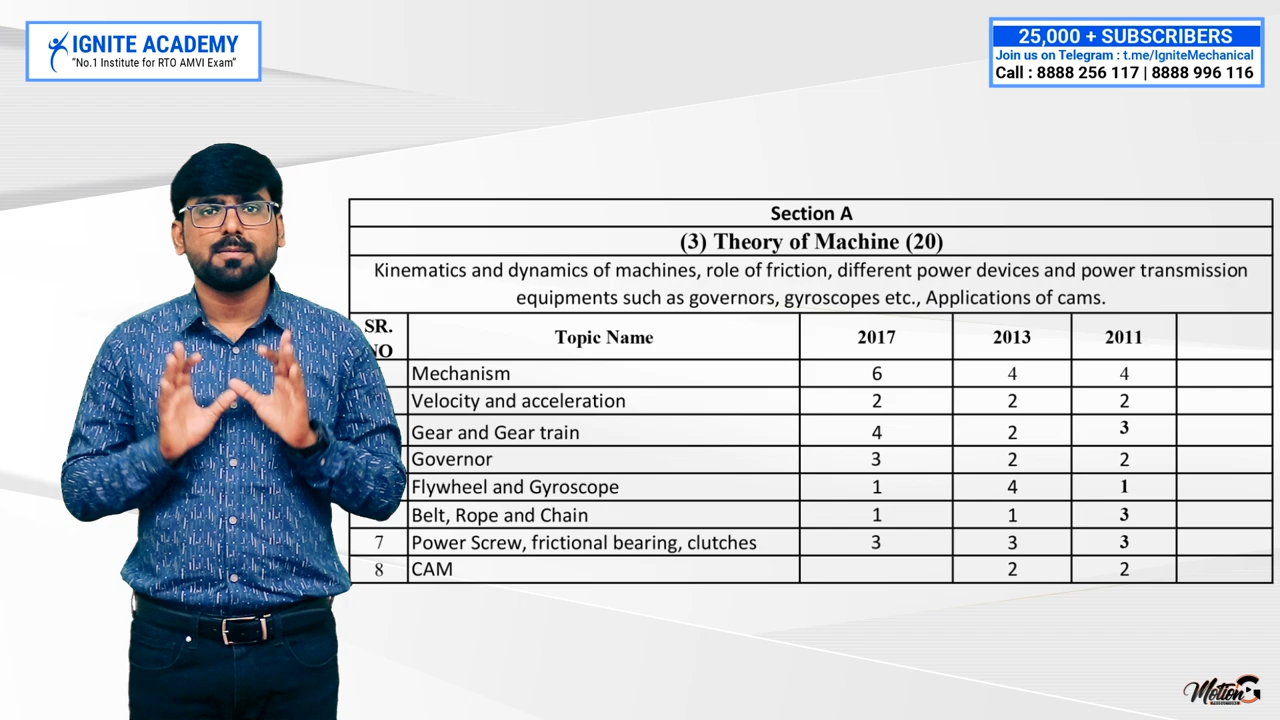 IGNITE ACADEMY
"No.1 Institute for RTO AMVI Exam"
25,000 + SUBSCRIBERS
Join us on Telegram : t.me/IgniteMechanical
Call : 8888 256 117 | 8888 996 116
Section A
(3) Theory of Machine (20)
Kinematics and dynamics of machines, role of friction, different power devices and power transmission
equipments such as governors, gyroscopes etc., Applications of cams.
SR. NO Topic Name 2017 2013 2011
Mechanism 6 4 4
Velocity and acceleration 2 2 2
Gear and Gear train 4 2 3
Governor 3 2 2
Flywheel and Gyroscope 1 4 1
Belt, Rope and Chain 1 1 3
7 Power Screw, frictional bearing, clutches 3 3 3
8 CAM 2 2
Motion